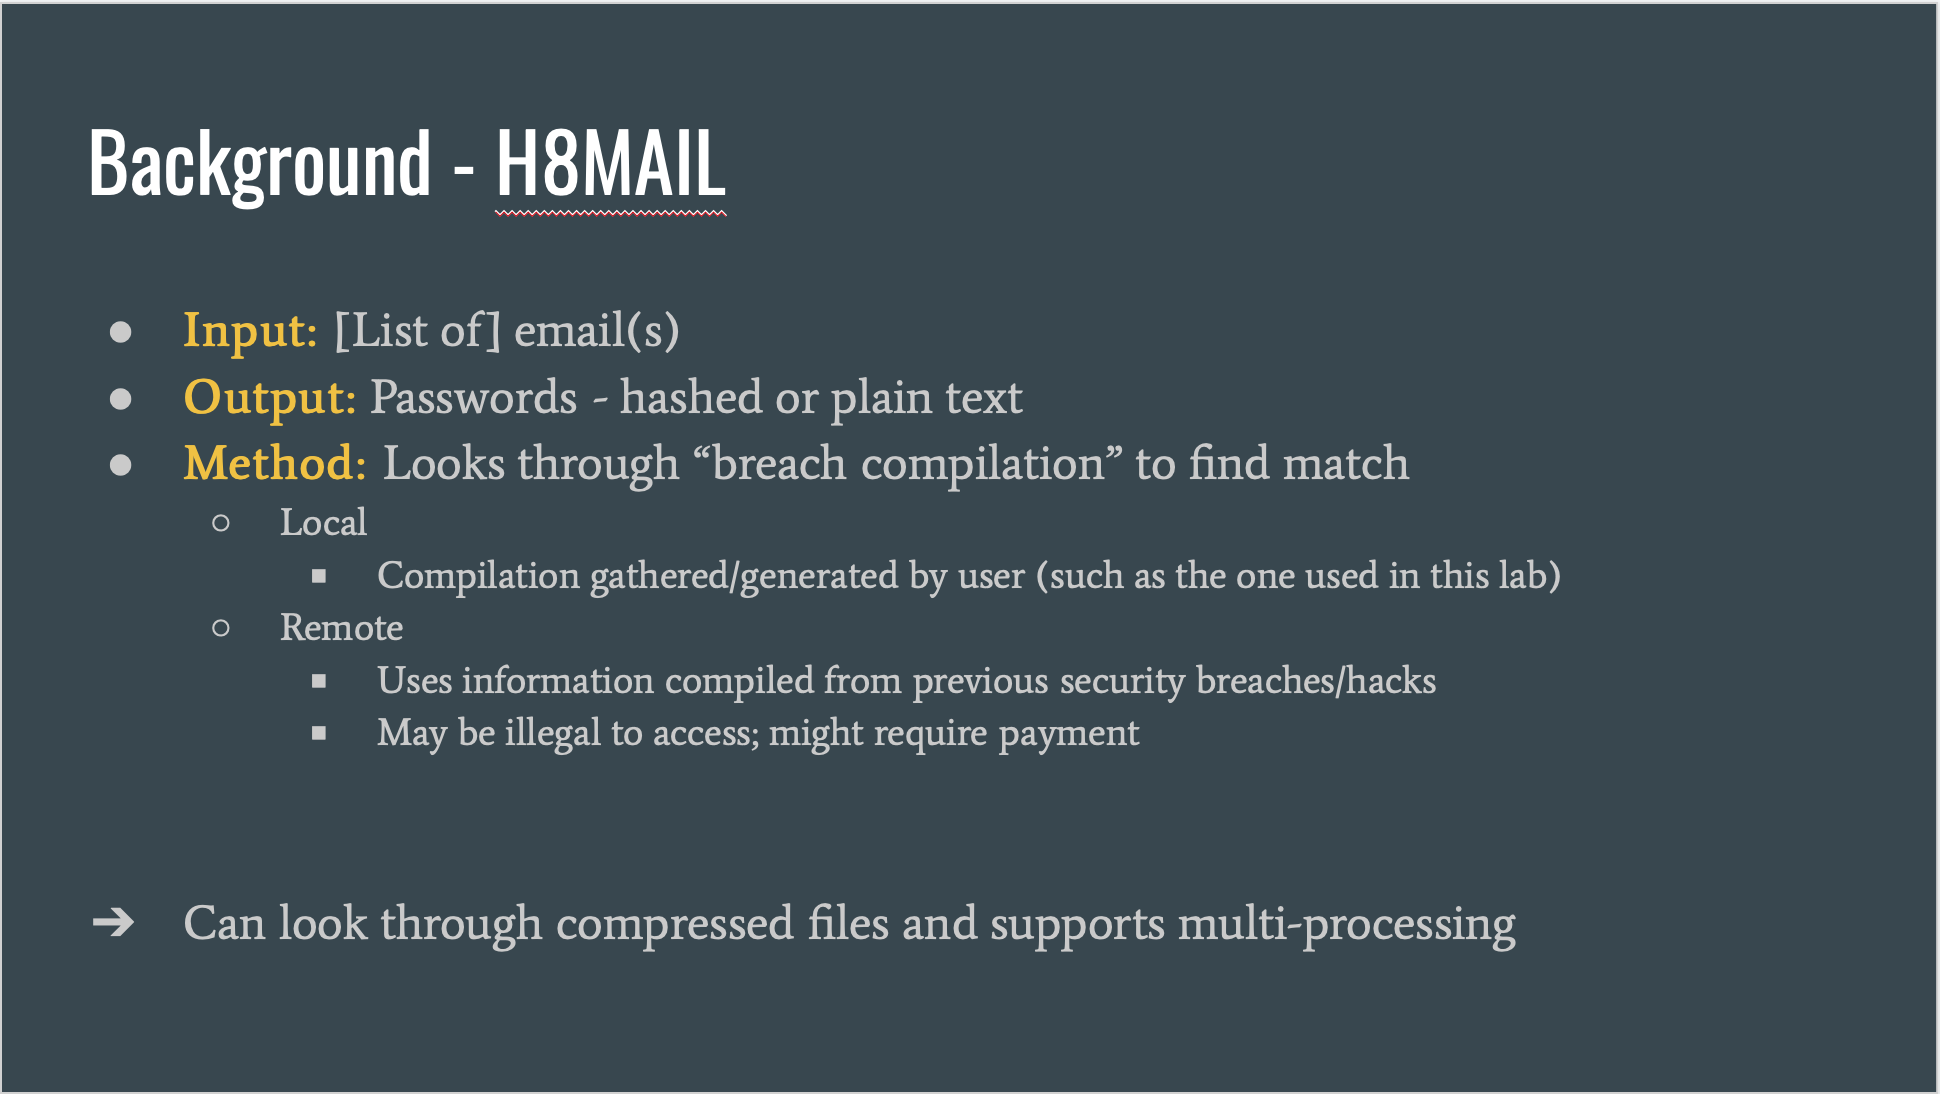 Background - H8MAIL
● Input: [List of] email(s)
● Output: Passwords - hashed or plain text
● Method: Looks through “breach compilation” to find match
○ Local
■ Compilation gathered/generated by user (such as the one used in this lab)
○ Remote
■ Uses information compiled from previous security breaches/hacks
■ May be illegal to access; might require payment
➔ Can look through compressed files and supports multi-processing